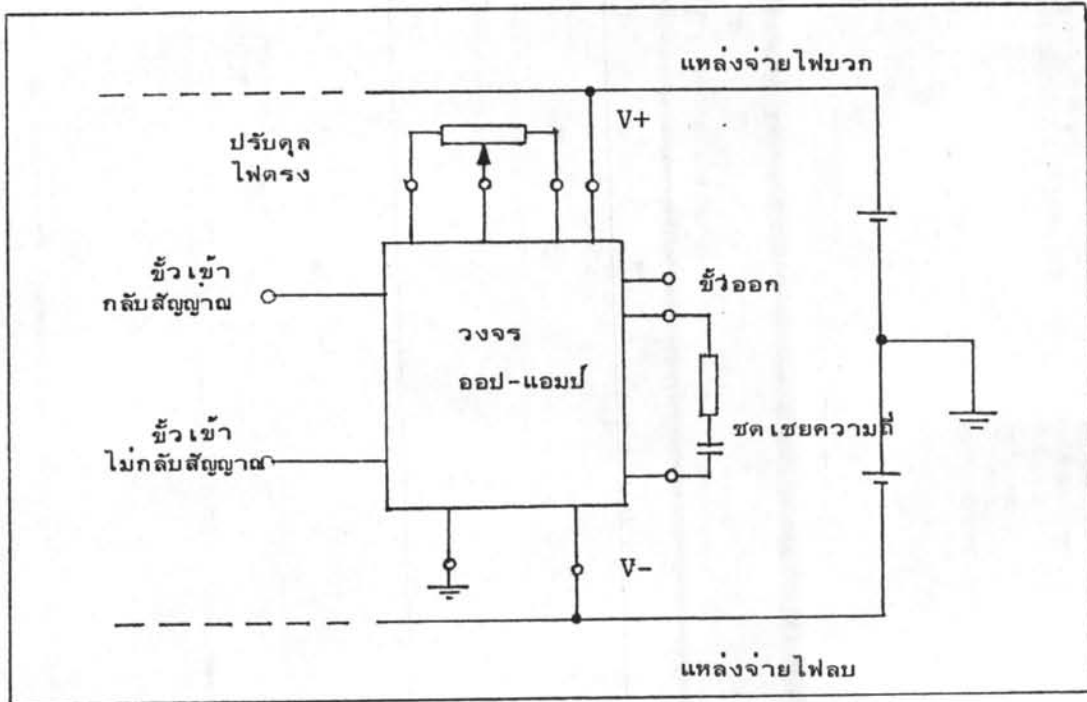 แหล่งจ่ายไฟบวก
V+
ปรับดุล
ไฟตรง
ขั้วเข้า
กลับสัญญาณ
ขั้วออก
วงจร
ออป-แอมป์
ชดเชยความถี่
ขั้วเข้า
ไม่กลับสัญญาณ
V-
แหล่งจ่ายไฟลบ